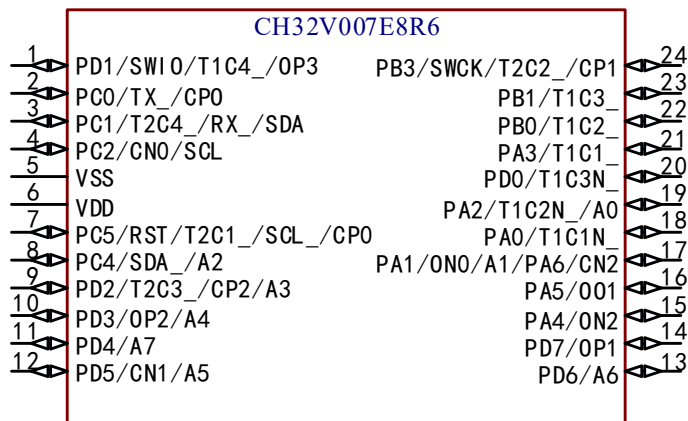 CH32V007E8R6
1 PD1/SWIO/T1C4_/OP3
2 PC0/TX_/CP0
3 PC1/T2C4_/RX_/SDA
4 PC2/CN0/SCL
5 VSS
6 VDD
7 PC5/RST/T2C1_/SCL_/CP0
8 PC4/SDA_/A2
9 PD2/T2C3_/CP2/A3
10 PD3/OP2/A4
11 PD4/A7
12 PD5/CN1/A5
PB3/SWCK/T2C2_/CP1 24
PB1/T1C3_ 23
PB0/T1C2_ 22
PA3/T1C1_ 21
PD0/T1C3N_ 20
PA2/T1C2N_/A0 19
PA0/T1C1N_ 18
PA1/ON0/A1/PA6/CN2 17
PA5/OO1 16
PA4/ON2 15
PD7/OP1 14
PD6/A6 13